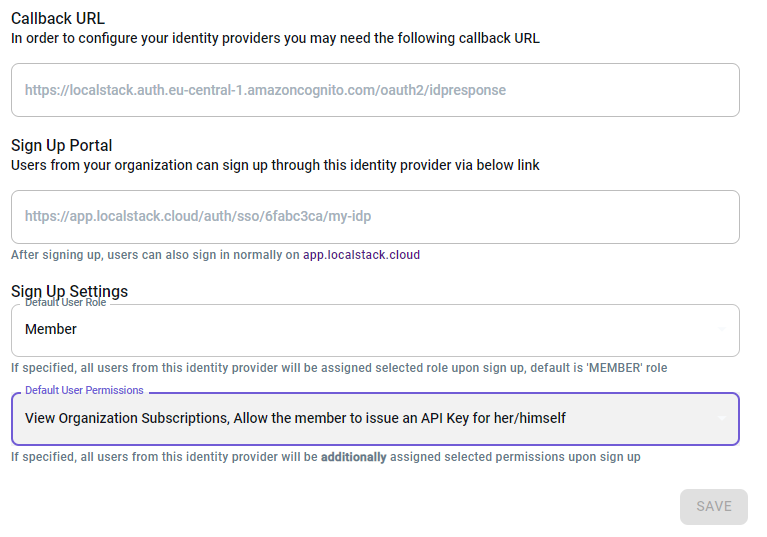 Callback URL
In order to configure your identity providers you may need the following callback URL
https://localstack.auth.eu-central-1.amazoncognito.com/oauth2/idpresponse
Sign Up Portal
Users from your organization can sign up through this identity provider via below link
https://app.localstack.cloud/auth/sso/6fabc3ca/my-idp
After signing up, users can also sign in normally on app.localstack.cloud
Sign Up Settings
Default User Role
Member
If specified, all users from this identity provider will be assigned selected role upon sign up, default is 'MEMBER' role
Default User Permissions
View Organization Subscriptions, Allow the member to issue an API Key for her/himself
If specified, all users from this identity provider will be additionally assigned selected permissions upon sign up
SAVE